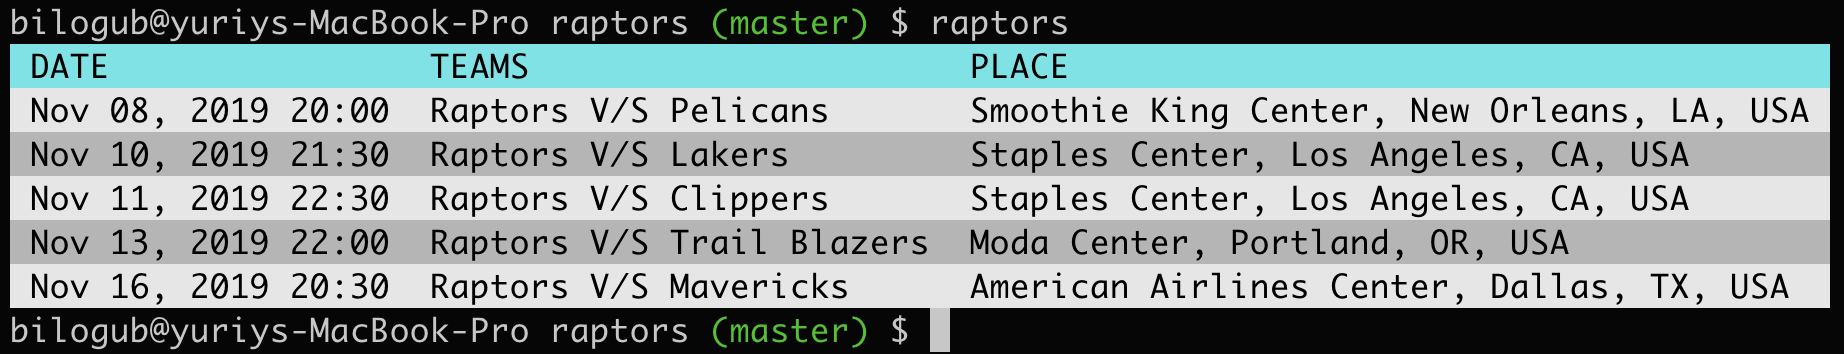 bilogub@yuriys-MacBook-Pro raptors (master) $ raptors
DATE TEAMS PLACE
Nov 08, 2019 20:00 Raptors V/S Pelicans Smoothie King Center, New Orleans, LA, USA
Nov 10, 2019 21:30 Raptors V/S Lakers Staples Center, Los Angeles, CA, USA
Nov 11, 2019 22:30 Raptors V/S Clippers Staples Center, Los Angeles, CA, USA
Nov 13, 2019 22:00 Raptors V/S Trail Blazers Moda Center, Portland, OR, USA
Nov 16, 2019 20:30 Raptors V/S Mavericks American Airlines Center, Dallas, TX, USA
bilogub@yuriys-MacBook-Pro raptors (master) $